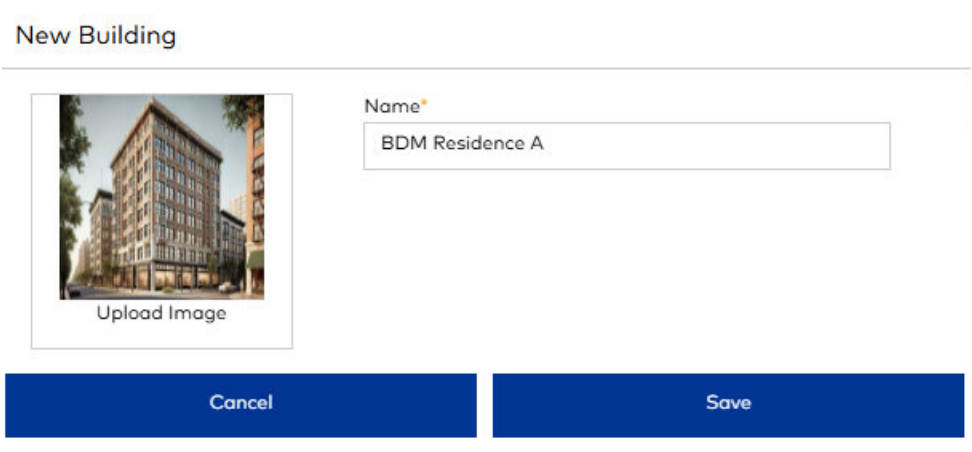 New Building
Name*
BDM Residence A
Upload Image
Cancel
Save